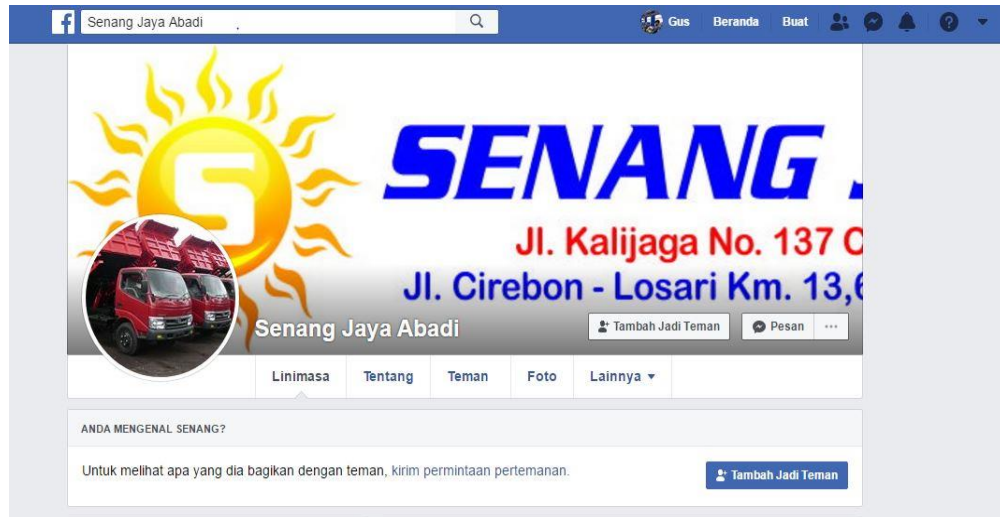 Senang Jaya Abadi
Gus Beranda Buat
S
SENANG
Jl. Kalijaga No. 137
Jl. Cirebon - Losari Km. 13,
Senang Jaya Abadi
Tambah Jadi Teman Pesan
Linimasa Tentang Teman Foto Lainnya
ANDA MENGENAL SENANG?
Untuk melihat apa yang dia bagikan dengan teman, kirim permintaan pertemanan.
Tambah Jadi Teman